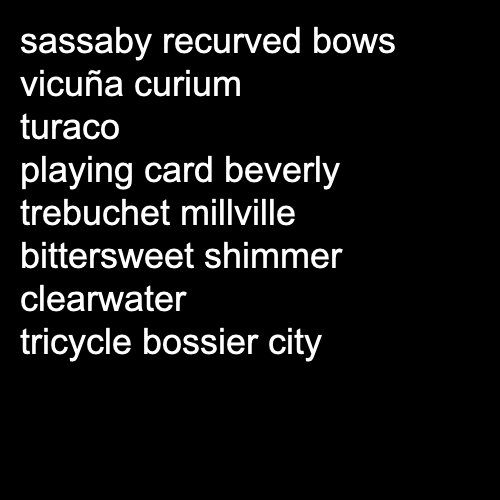 sassaby recurved bows
vicuña curium
turaco
playing card beverly
trebuchet millville
bittersweet shimmer
clearwater
tricycle bossier city